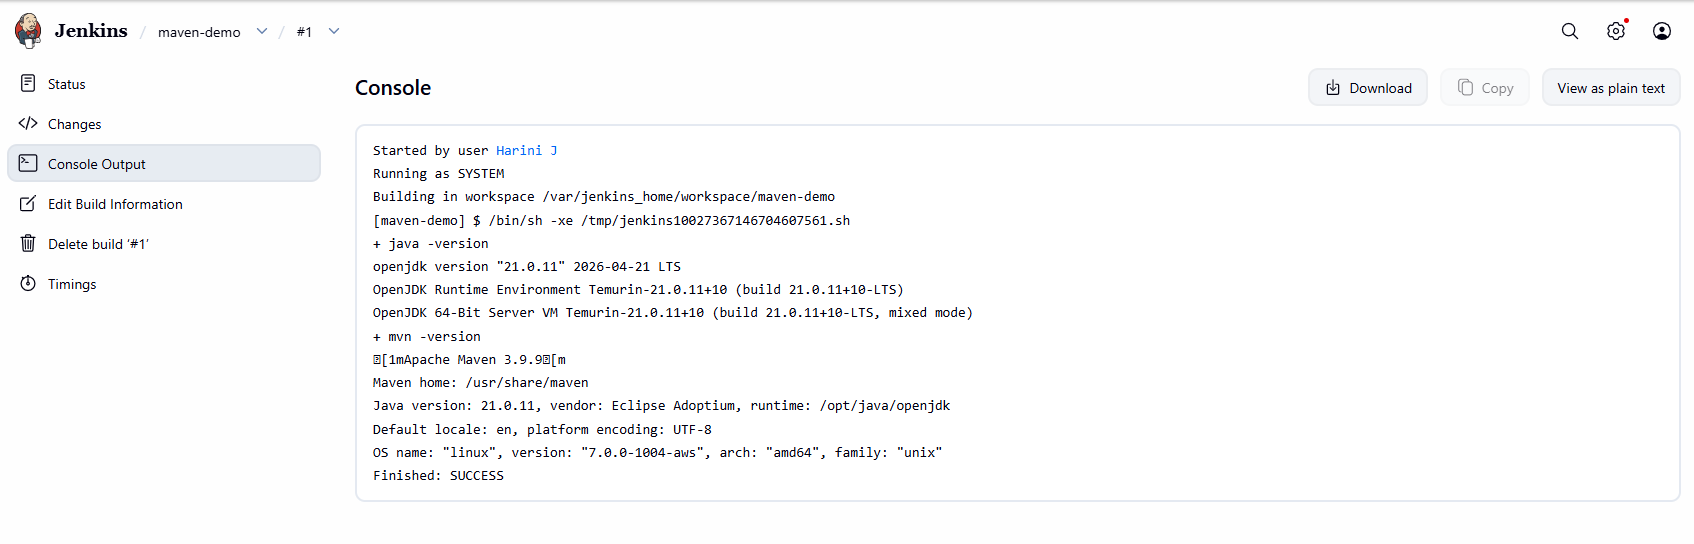 Jenkins / maven-demo / #1
Status
Changes
Console Output
Edit Build Information
Delete build ‘#1’
Timings
Console
Download
Copy
View as plain text
Started by user Harini J
Running as SYSTEM
Building in workspace /var/jenkins_home/workspace/maven-demo
[maven-demo] $ /bin/sh -xe /tmp/jenkins10027367146704607561.sh
+ java -version
openjdk version "21.0.11" 2026-04-21 LTS
OpenJDK Runtime Environment Temurin-21.0.11+10 (build 21.0.11+10-LTS)
OpenJDK 64-Bit Server VM Temurin-21.0.11+10 (build 21.0.11+10-LTS, mixed mode)
+ mvn -version
[1mApache Maven 3.9.9[m
Maven home: /usr/share/maven
Java version: 21.0.11, vendor: Eclipse Adoptium, runtime: /opt/java/openjdk
Default locale: en, platform encoding: UTF-8
OS name: "linux", version: "7.0.0-1004-aws", arch: "amd64", family: "unix"
Finished: SUCCESS